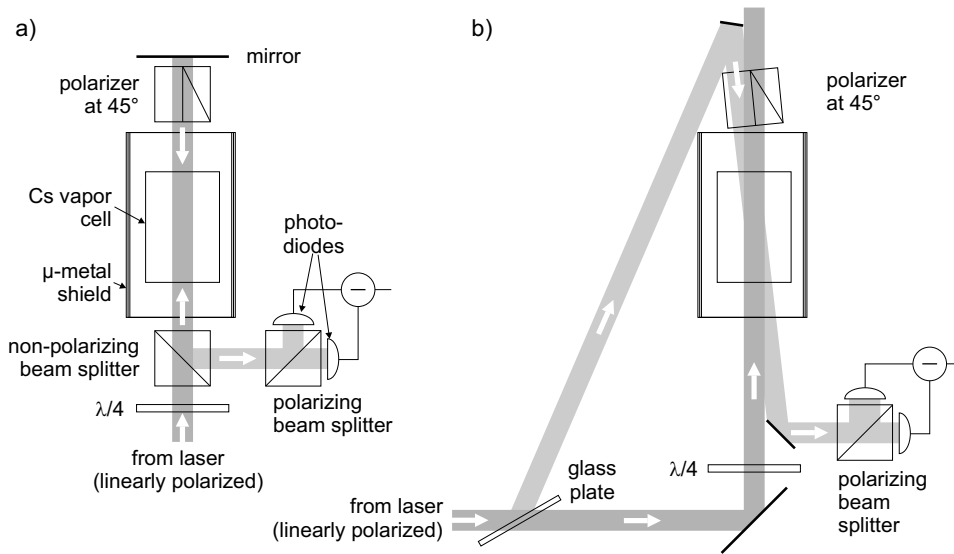 a)
mirror
polarizer
at 45°
Cs vapor
cell
photo-
diodes
μ-metal
shield
non-polarizing
beam splitter
λ/4
polarizing
beam splitter
from laser
(linearly polarized)
b)
polarizer
at 45°
glass
plate
λ/4
from laser
(linearly polarized)
polarizing
beam
splitter